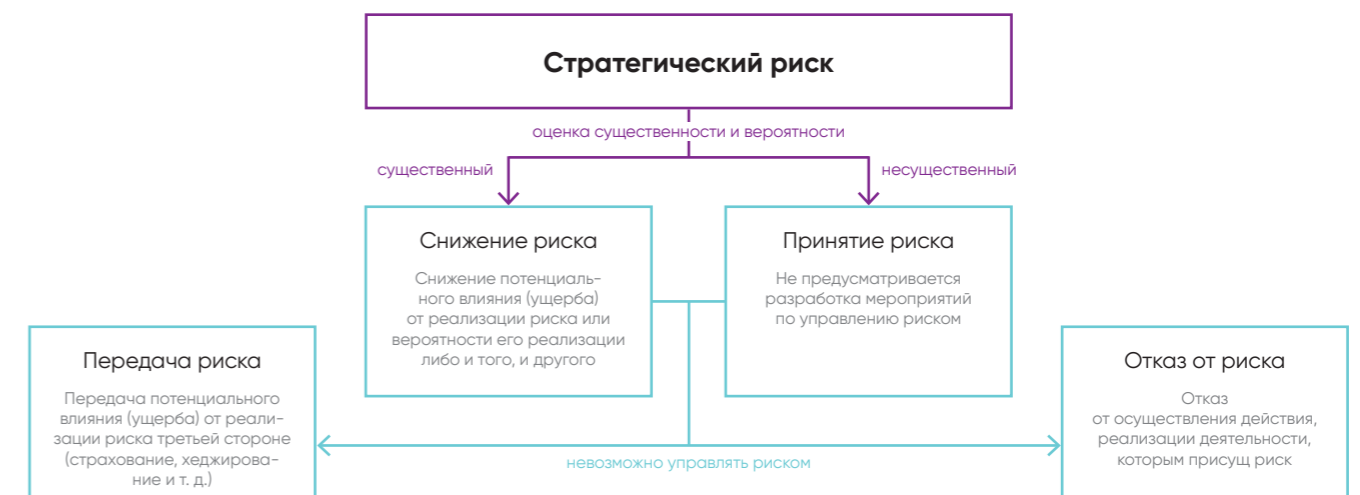 Стратегический риск
оценка существенности и вероятности
существенный
несущественный
Снижение риска
Снижение потенциаль-
ного влияния (ущерба)
от реализации риска или
вероятности его реализации
либо и того, и другого
Принятие риска
Не предусматривается
разработка мероприятий
по управлению риском
Передача риска
Передача потенциального
влияния (ущерба) от реали-
зации риска третьей стороне
(страхование, хеджирова-
ние и т. д.)
невозможно управлять риском
Отказ от риска
Отказ
от осуществления действия,
реализации деятельности,
которым присущ риск